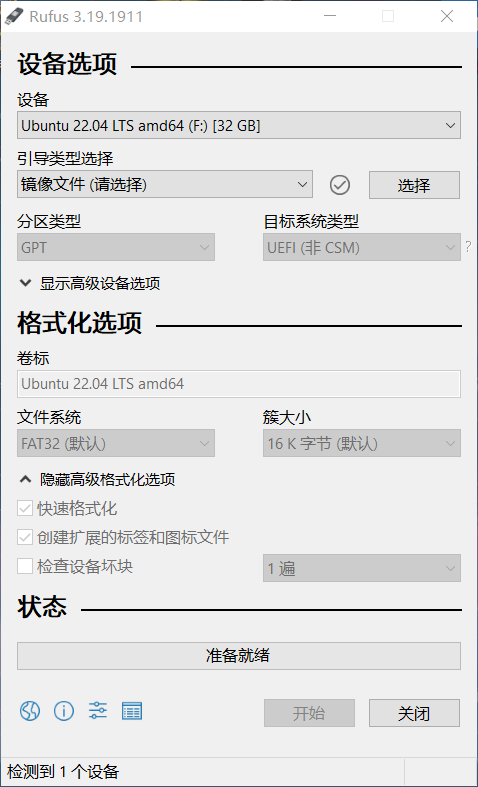 Rufus 3.19.1911
设备选项
设备
Ubuntu 22.04 LTS amd64 (F:) [32 GB]
引导类型选择
镜像文件 (请选择)
选择
分区类型
目标系统类型
GPT
UEFI (非 CSM)
?
显示高级设备选项
格式化选项
卷标
Ubuntu 22.04 LTS amd64
文件系统
簇大小
FAT32 (默认)
16 K 字节 (默认)
隐藏高级格式化选项
快速格式化
创建扩展的标签和图标文件
检查设备坏块
1 遍
状态
准备就绪
开始
关闭
检测到 1 个设备